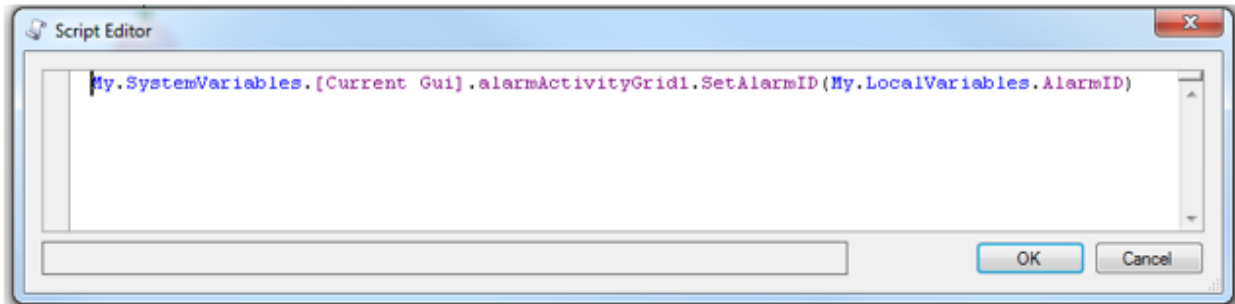 Script Editor
My.SystemVariables.[Current Gui].alarmActivityGrid1.SetAlarmID(My.LocalVariables.AlarmID)
OK Cancel